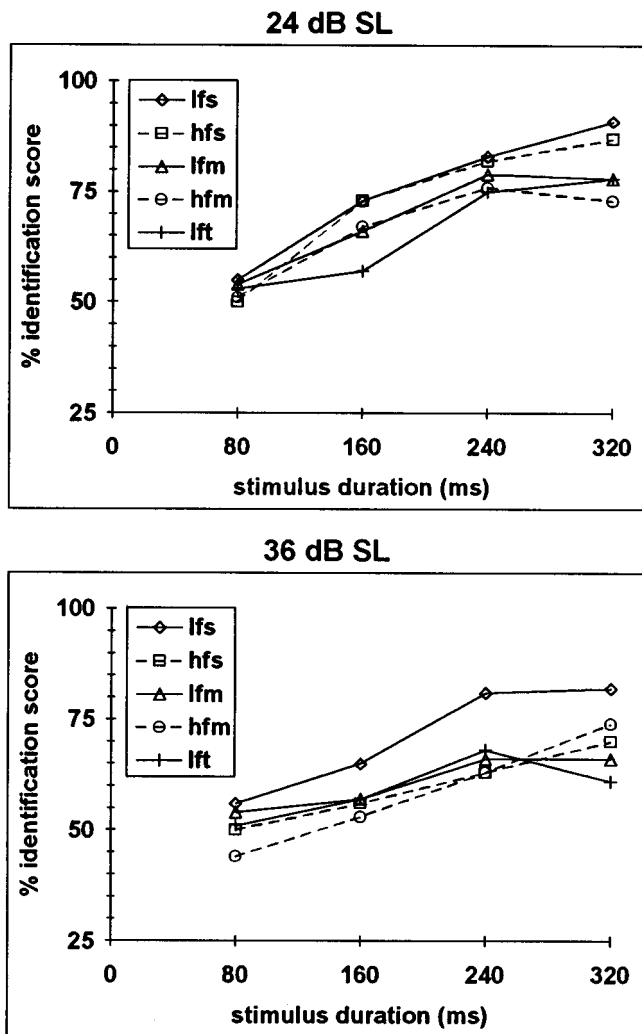 24 dB SL
100
75
50
25
% identification score
lfs
hfs
lfm
hfm
lft
0 80 160 240 320
stimulus duration (ms)
36 dB SL
100
75
50
25
% identification score
lfs
hfs
lfm
hfm
lft
0 80 160 240 320
stimulus duration (ms)